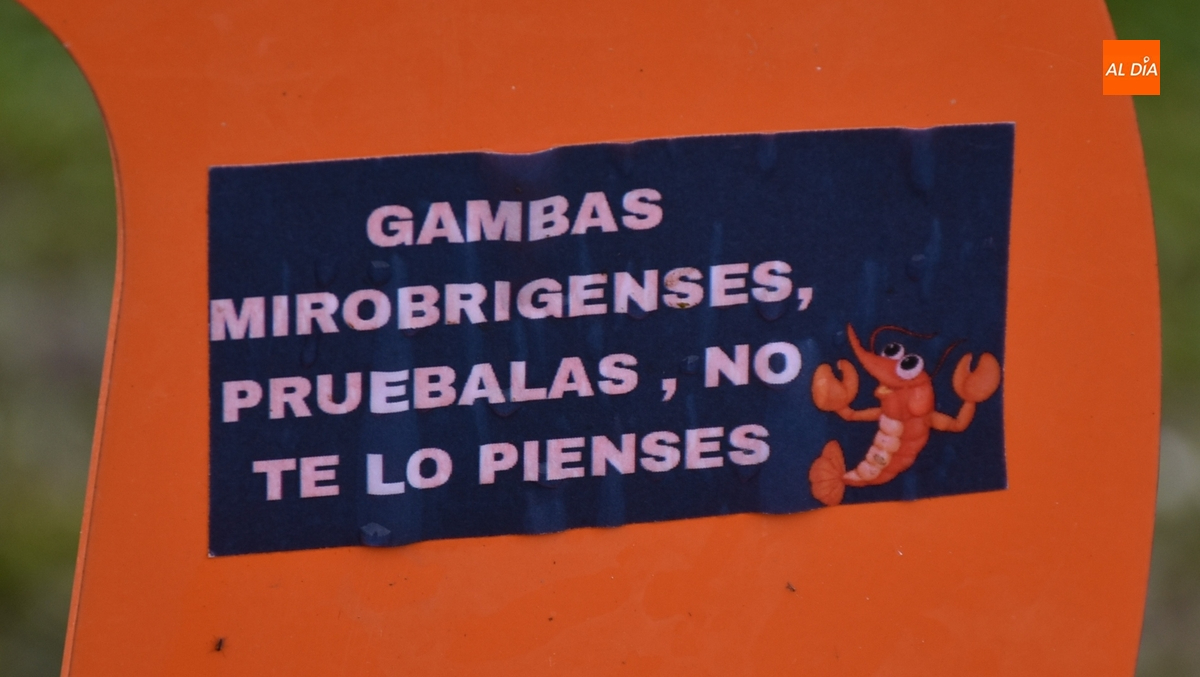 AL DÍA
GAMBAS
MIROBRIGENSES,
PRUEBALAS , NO
TE LO PIENSES